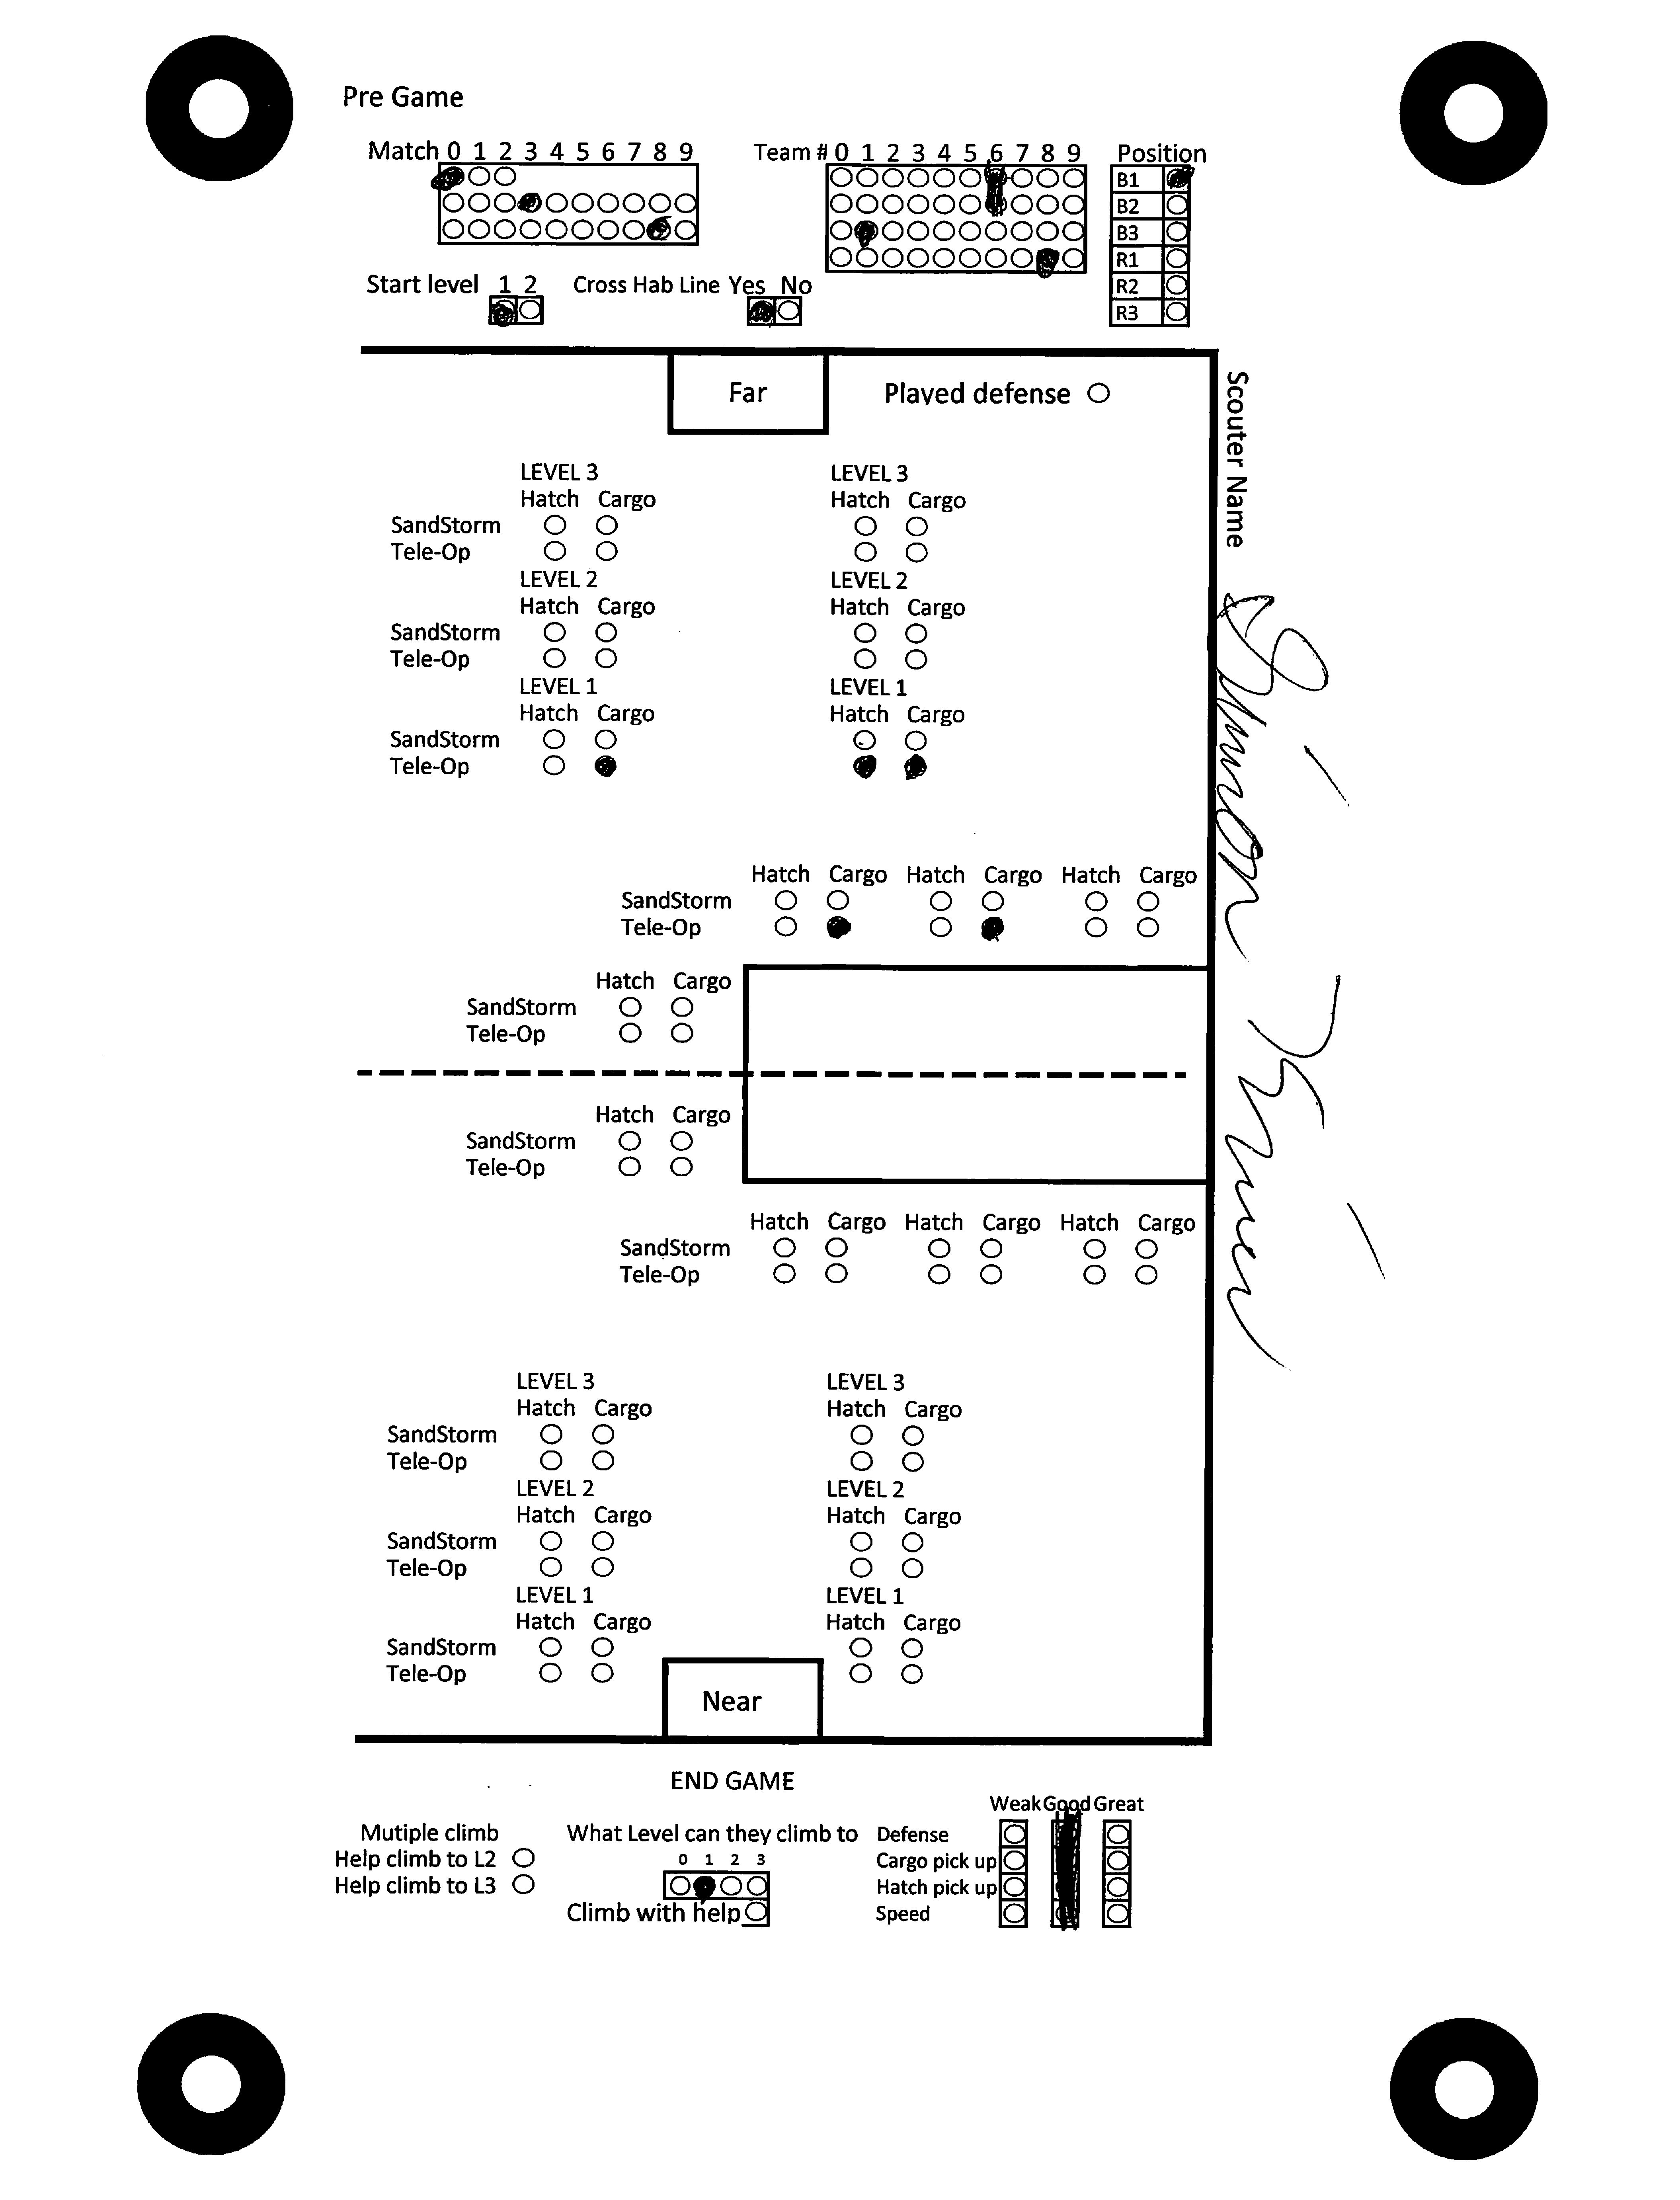 Pre Game
Match 0 1 2 3 4 5 6 7 8 9
Team # 0 1 2 3 4 5 6 7 8 9
Position
B1
B2
B3
R1
R2
R3
Start level 1 2
Cross Hab Line Yes No
Far
Played defense
Scouter Name
LEVEL 3 LEVEL 3
Hatch Cargo Hatch Cargo
SandStorm
Tele-Op
LEVEL 2 LEVEL 2
Hatch Cargo Hatch Cargo
SandStorm
Tele-Op
LEVEL 1 LEVEL 1
Hatch Cargo Hatch Cargo
SandStorm
Tele-Op
Hatch Cargo Hatch Cargo Hatch Cargo
SandStorm
Tele-Op
Hatch Cargo
SandStorm
Tele-Op
Hatch Cargo
SandStorm
Tele-Op
Hatch Cargo Hatch Cargo Hatch Cargo
SandStorm
Tele-Op
LEVEL 3 LEVEL 3
Hatch Cargo Hatch Cargo
SandStorm
Tele-Op
LEVEL 2 LEVEL 2
Hatch Cargo Hatch Cargo
SandStorm
Tele-Op
LEVEL 1 LEVEL 1
Hatch Cargo Hatch Cargo
SandStorm
Tele-Op
Near
END GAME
Mutiple climb
Help climb to L2
Help climb to L3
What Level can they climb to
0 1 2 3
Climb with help
Weak Good Great
Defense
Cargo pick up
Hatch pick up
Speed